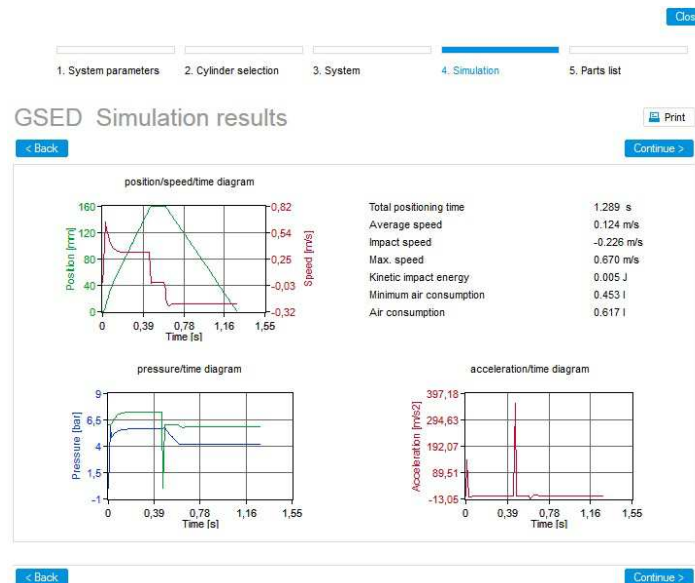 Clos
1. System parameters 2. Cylinder selection 3. System 4. Simulation 5. Parts list
GSED Simulation results
Print
< Back Continue >
position/speed/time diagram
Position [mm]
160
120
80
40
0
0,82
0,54
0,25
-0,03
-0,32
Speed [m/s]
0 0,39 0,78 1,16 1,55
Time [s]
Total positioning time 1.289 s
Average speed 0.124 m/s
Impact speed -0.226 m/s
Max. speed 0.670 m/s
Kinetic impact energy 0.005 J
Minimum air consumption 0.453 l
Air consumption 0.617 l
pressure/time diagram
Pressure [bar]
9
6,5
4
1,5
-1
0 0,39 0,78 1,16 1,55
Time [s]
acceleration/time diagram
Acceleration [m/s2]
397,18
294,63
192,07
89,51
-13,05
0 0,39 0,78 1,16 1,55
Time [s]
< Back Continue >